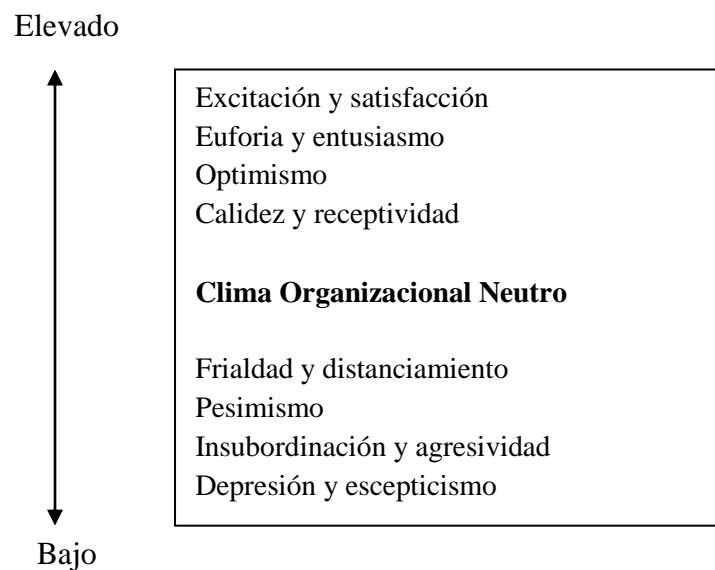 Elevado
Excitación y satisfacción
Euforia y entusiasmo
Optimismo
Calidez y receptividad
Clima Organizacional Neutro
Frialdad y distanciamiento
Pesimismo
Insubordinación y agresividad
Depresión y escepticismo
Bajo